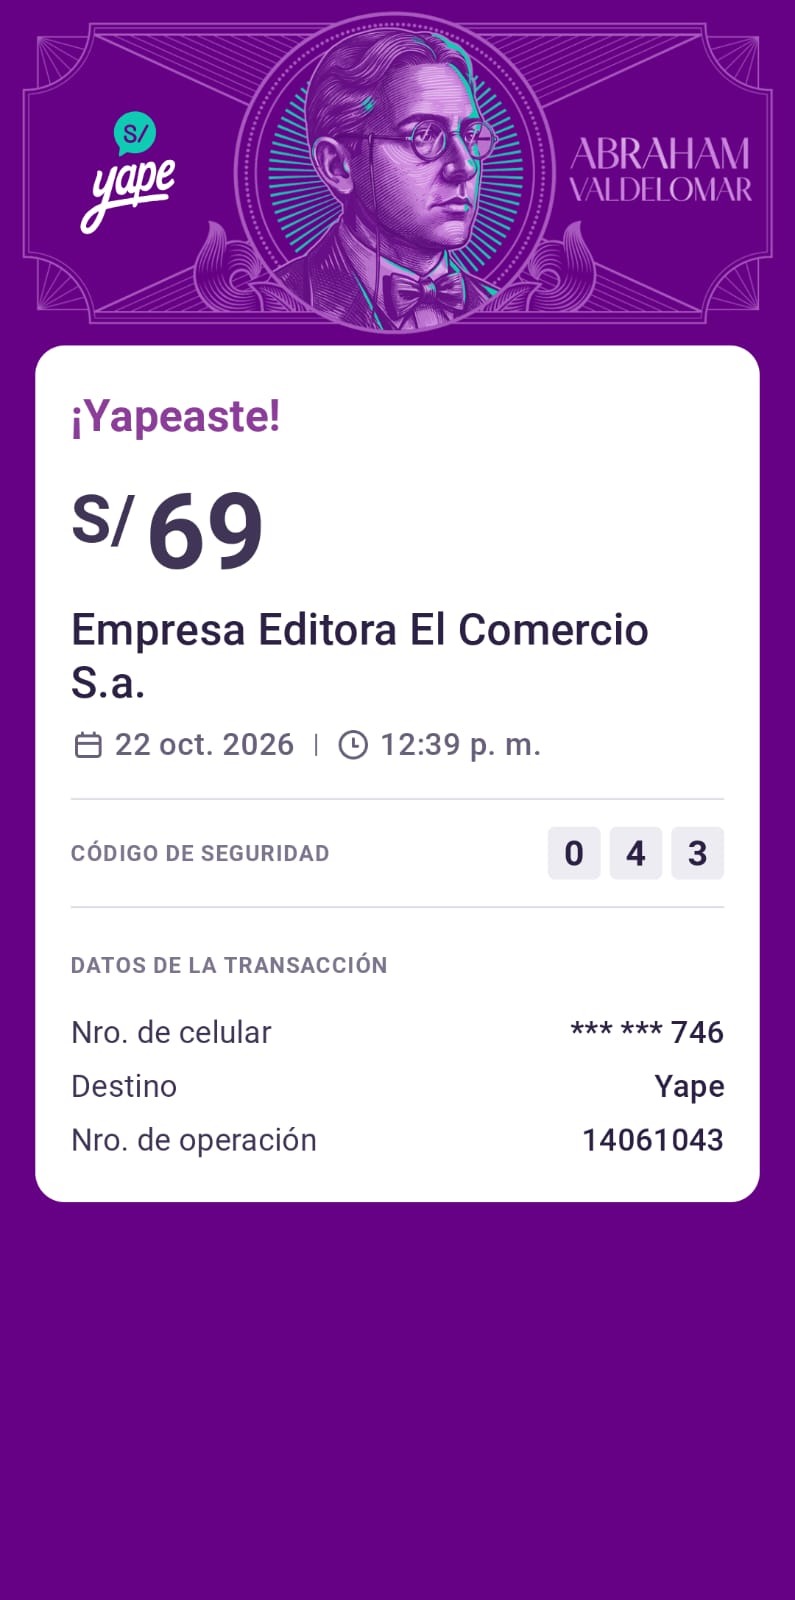 S/
yape
ABRAHAM
VALDELOMAR
¡Yapeaste!
S/ 69
Empresa Editora El Comercio
S.a.
22 oct. 2026 | 12:39 p. m.
CÓDIGO DE SEGURIDAD 0 4 3
DATOS DE LA TRANSACCIÓN
Nro. de celular *** *** 746
Destino Yape
Nro. de operación 14061043